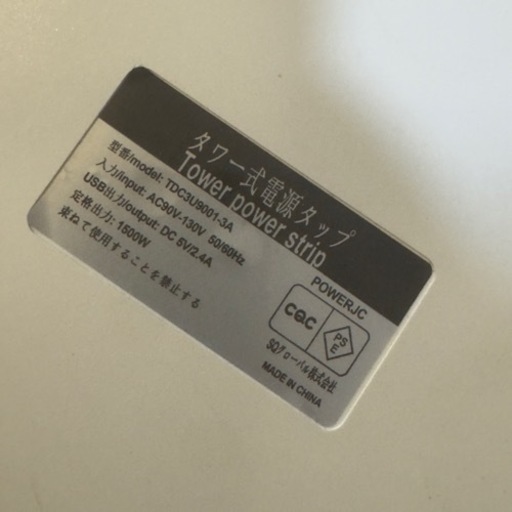 タワー式電源タップ
Tower power strip
型番/model: TDC3U9001-3A
入力/input: AC90V-130V 50/60Hz
USB出力/output: DC 5V/2.4A
定格出力: 1500W
束ねて使用することを禁止する
POWERJC
CQC
PSE
SQグローバル株式会社
MADE IN CHINA